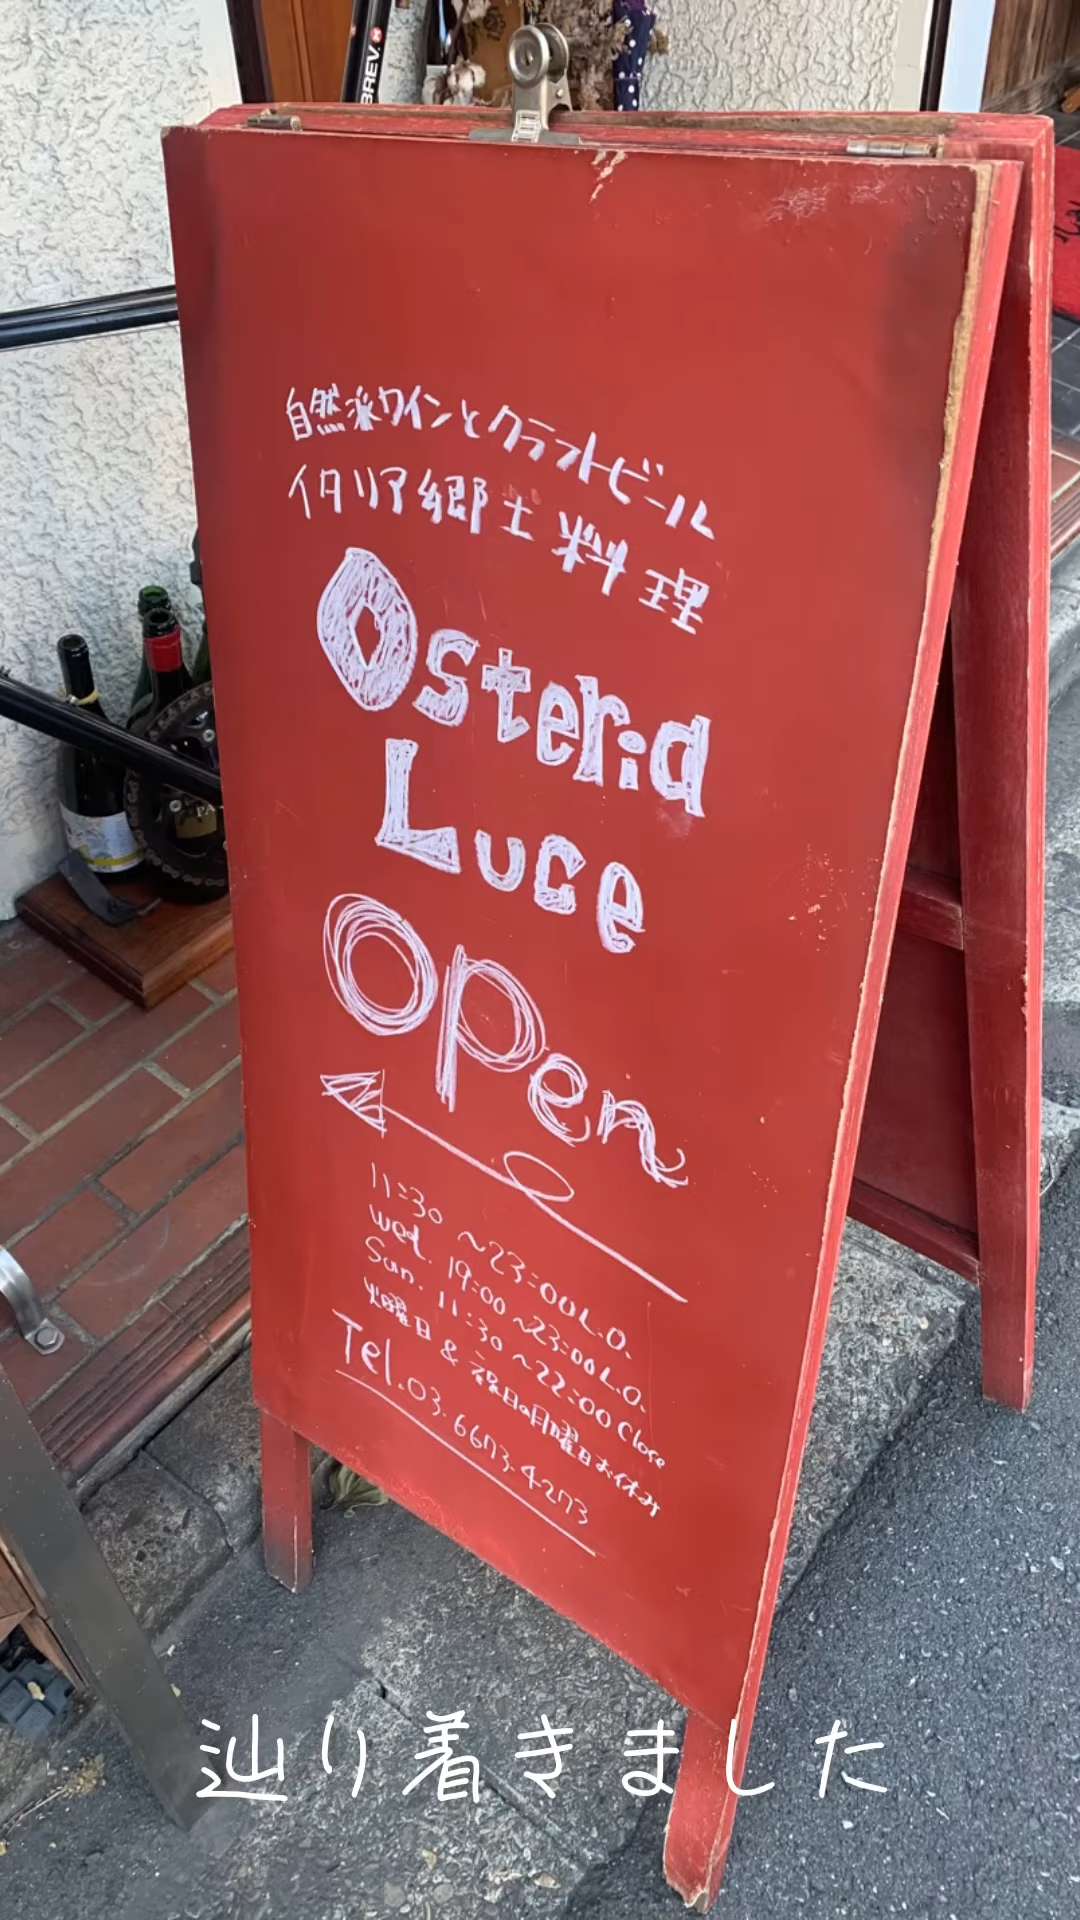 BREV.
自然派ワインとクラフトビール
イタリア郷土料理
Osteria
Luce
Open
11:30 ~23:00 L.O.
Wed. 19:00 ~23:00 L.O.
Sun. 11:30 ~22:00 Close
火曜日 & 祝日の月曜日お休み
Tel.03.6673.4273
辿り着きました